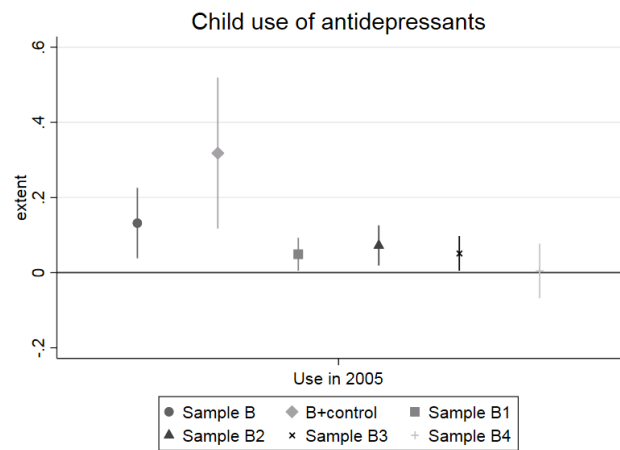 Child use of antidepressants
.6
.4
.2
0
-.2
extent
Use in 2005
Sample B B+control Sample B1
Sample B2 Sample B3 Sample B4